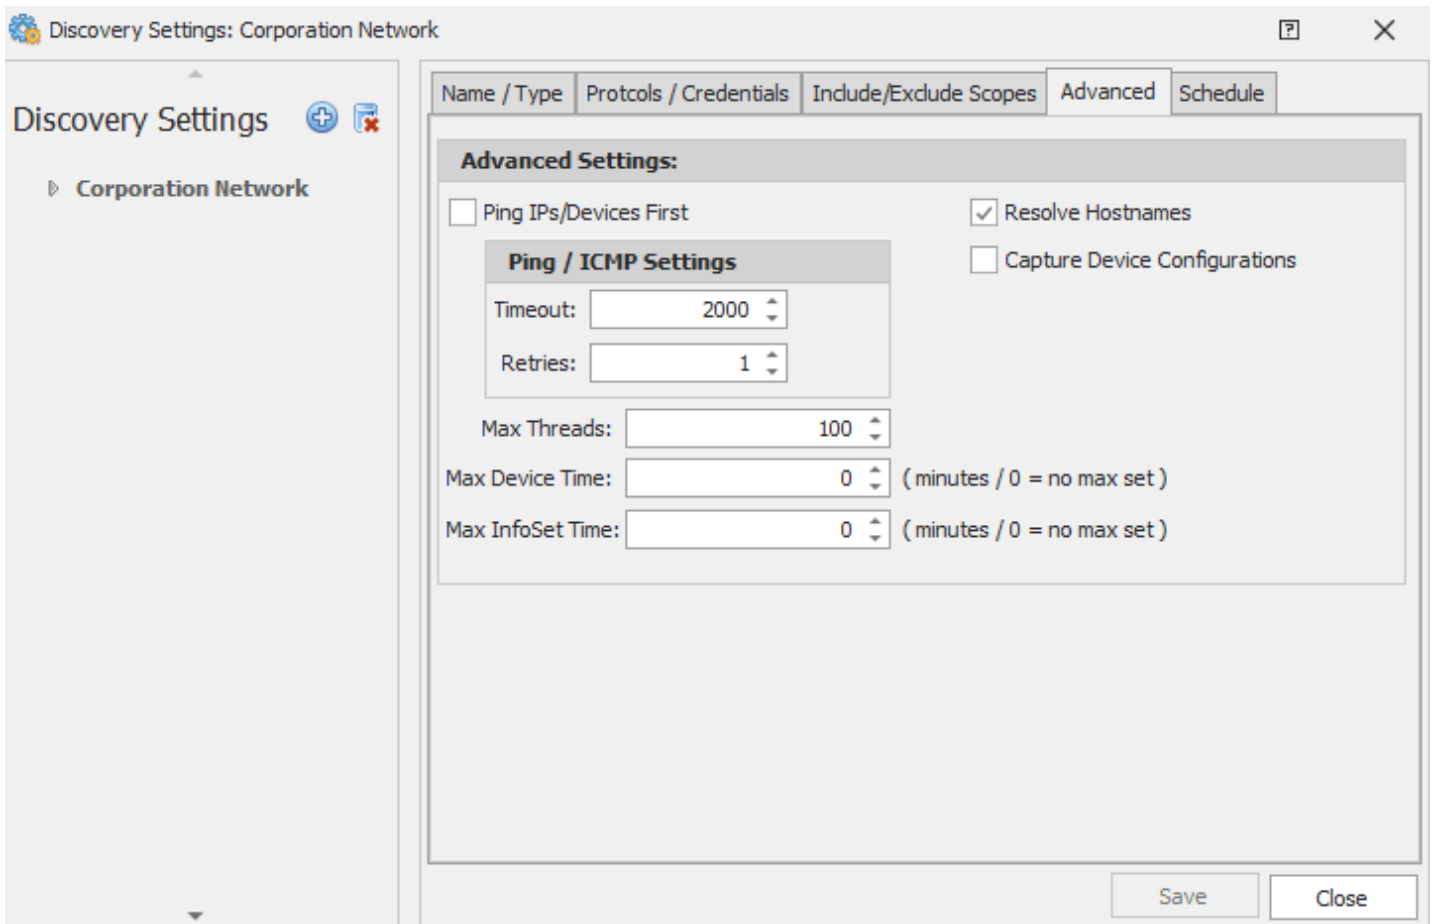 Discovery Settings: Corporation Network
Discovery Settings
Corporation Network
Name / Type Protcols / Credentials Include/Exclude Scopes Advanced Schedule
Advanced Settings:
Ping IPs/Devices First
Resolve Hostnames
Ping / ICMP Settings
Capture Device Configurations
Timeout: 2000
Retries: 1
Max Threads: 100
Max Device Time: 0 ( minutes / 0 = no max set )
Max InfoSet Time: 0 ( minutes / 0 = no max set )
Save Close